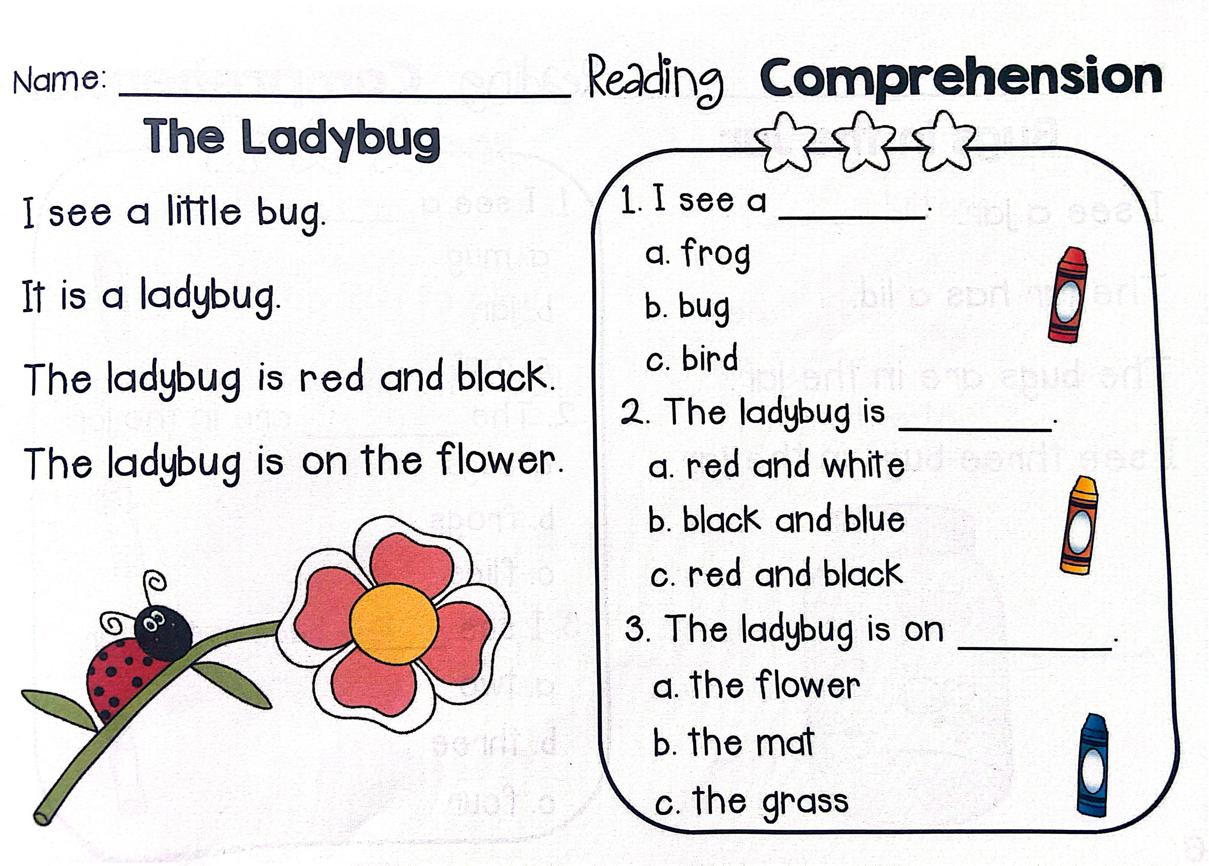 Name: ____________ Reading Comprehension
The Ladybug
I see a little bug.
It is a ladybug.
The ladybug is red and black.
The ladybug is on the flower.
1. I see a ________.
a. frog
b. bug
c. bird
2. The ladybug is ________.
a. red and white
b. black and blue
c. red and black
3. The ladybug is on ________.
a. the flower
b. the mat
c. the grass